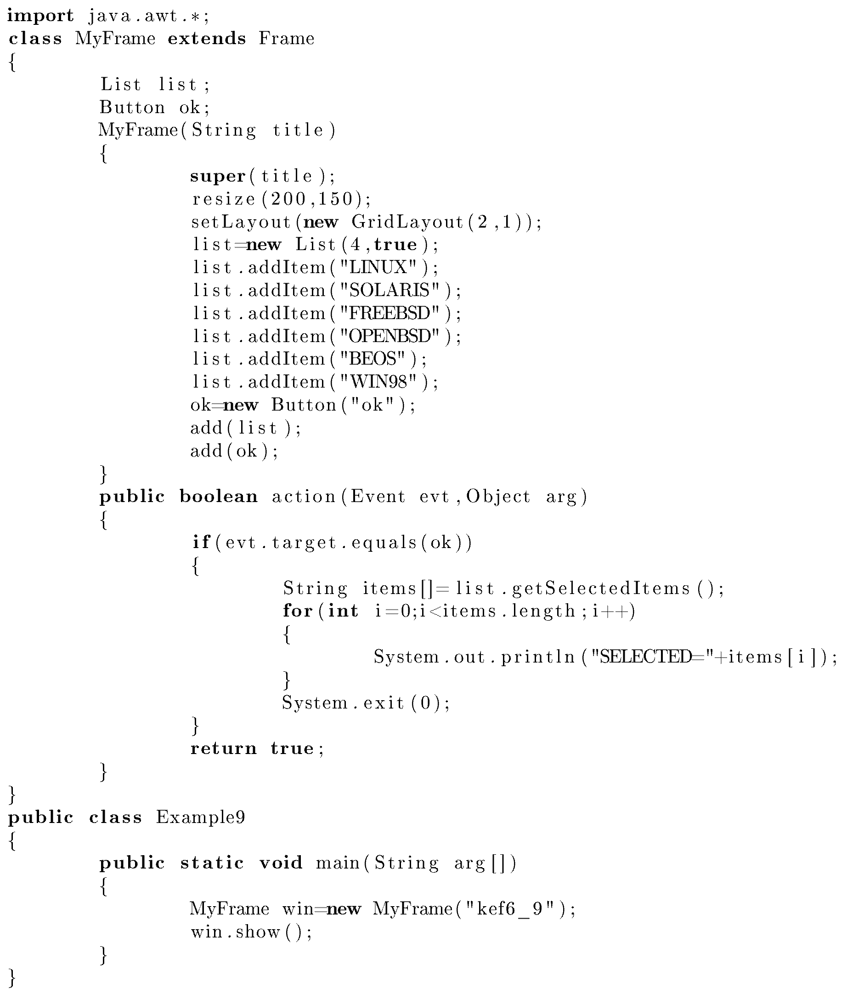 import java.awt.*;
class MyFrame extends Frame
{
List list;
Button ok;
MyFrame(String title)
{
super(title);
resize(200,150);
setLayout(new GridLayout(2,1));
list=new List(4,true);
list.addItem("LINUX");
list.addItem("SOLARIS");
list.addItem("FREEBSD");
list.addItem("OPENBSD");
list.addItem("BEOS");
list.addItem("WIN98");
ok=new Button("ok");
add(list);
add(ok);
}
public boolean action(Event evt,Object arg)
{
if(evt.target.equals(ok))
{
String items[]=list.getSelectedItems();
for(int i=0;i<items.length;i++)
{
System.out.println("SELECTED="+items[i]);
}
System.exit(0);
}
return true;
}
}
public class Example9
{
public static void main(String arg[])
{
MyFrame win=new MyFrame("kef6_9");
win.show();
}
}